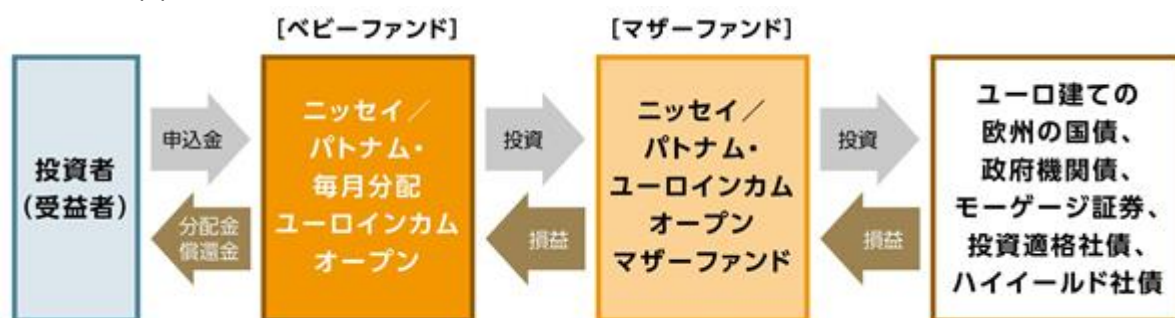 [ベビーファンド]
[マザーファンド]
投資者
(受益者)
申込金
分配金
償還金
ニッセイ／
パトナム・
毎月分配
ユーロインカム
オープン
投資
損益
ニッセイ／
パトナム・
ユーロインカム
オープン
マザーファンド
投資
損益
ユーロ建ての
欧州の国債、
政府機関債、
モーゲージ証券、
投資適格社債、
ハイイールド社債